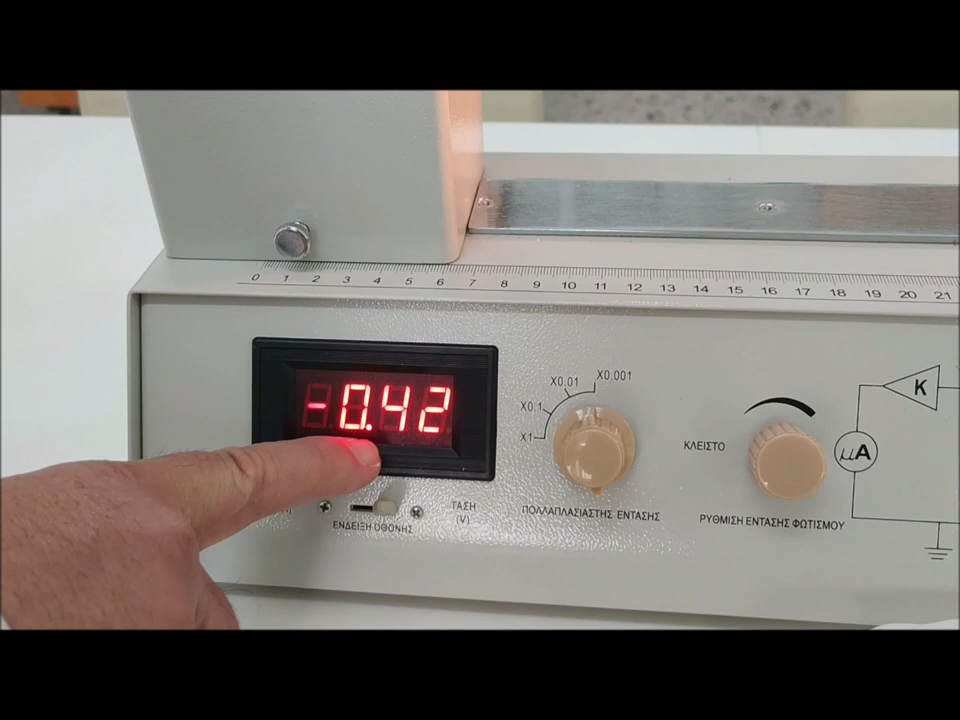 0 1 2 3 4 5 6 7 8 9 10 11 12 13 14 15 16 17 18 19 20 21
-0.42
X1 X0.1 X0.01 X0.001
ΚΛΕΙΣΤΟ
K
μA
ΤΑΣΗ
(V)
ΕΝΔΕΙΞΗ ΟΘΟΝΗΣ
ΠΟΛΛΑΠΛΑΣΙΑΣΤΗΣ ΕΝΤΑΣΗΣ
ΡΥΘΜΙΣΗ ΕΝΤΑΣΗΣ ΦΩΤΙΣΜΟΥ